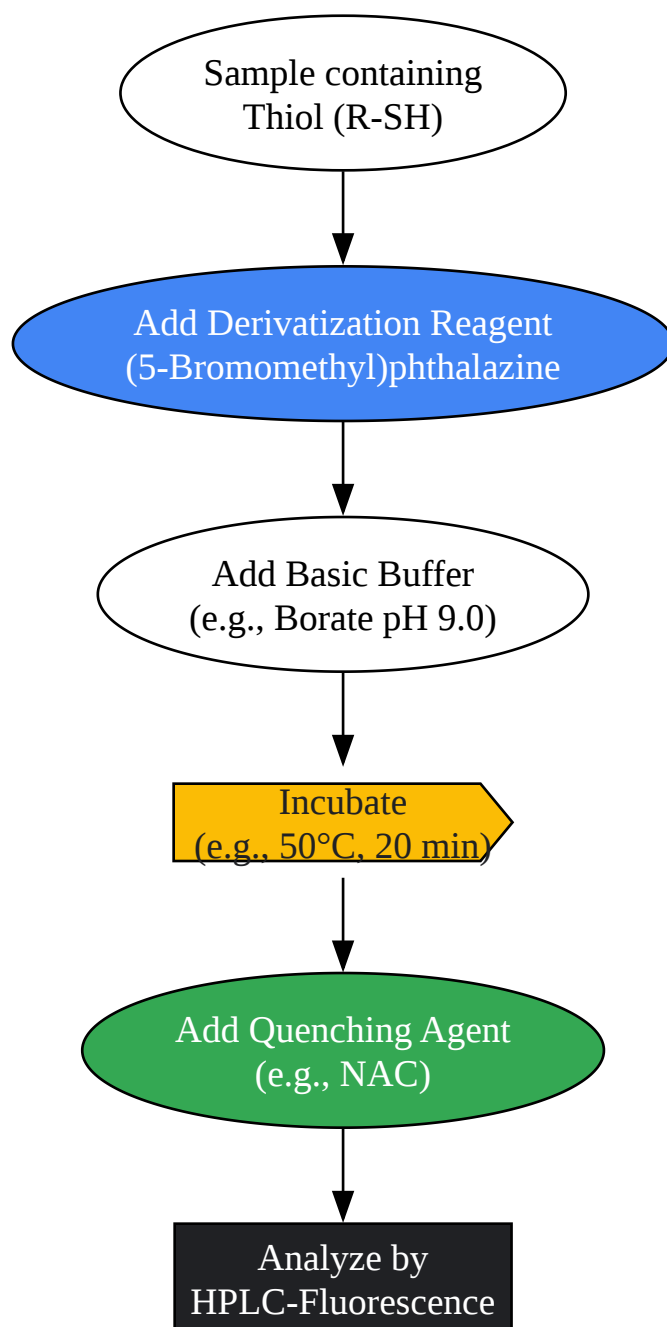 Sample containing
Thiol (R-SH)
Add Derivatization Reagent
(5-Bromomethyl)phthalazine
Add Basic Buffer
(e.g., Borate pH 9.0)
Incubate
(e.g., 50°C, 20 min)
Add Quenching Agent
(e.g., NAC)
Analyze by
HPLC-Fluorescence